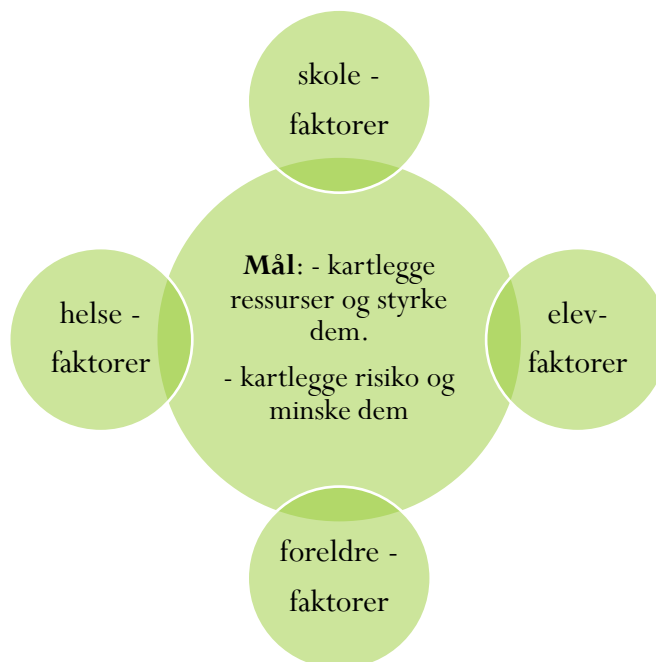 skole -
faktorer
Mål: - kartlegge
ressurser og styrke
dem.
- kartlegge risiko og
minske dem
helse -
faktorer
elev-
faktorer
foreldre -
faktorer